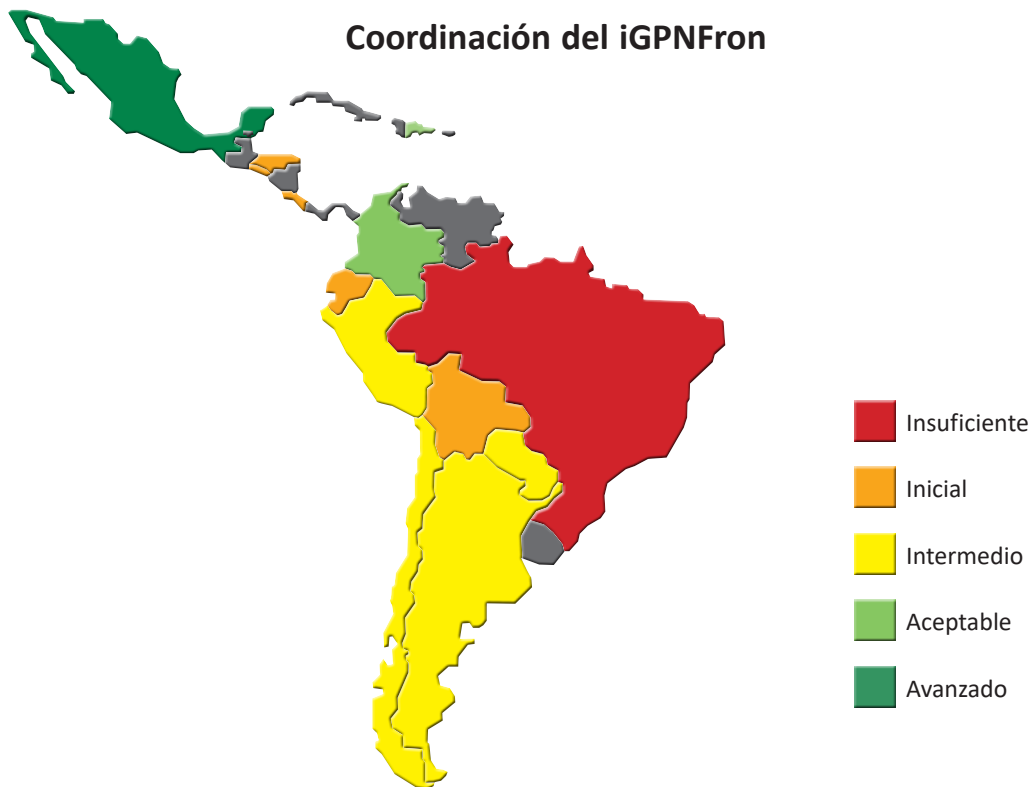 Coordinación del iGPNFron
Insuficiente
Inicial
Intermedio
Aceptable
Avanzado